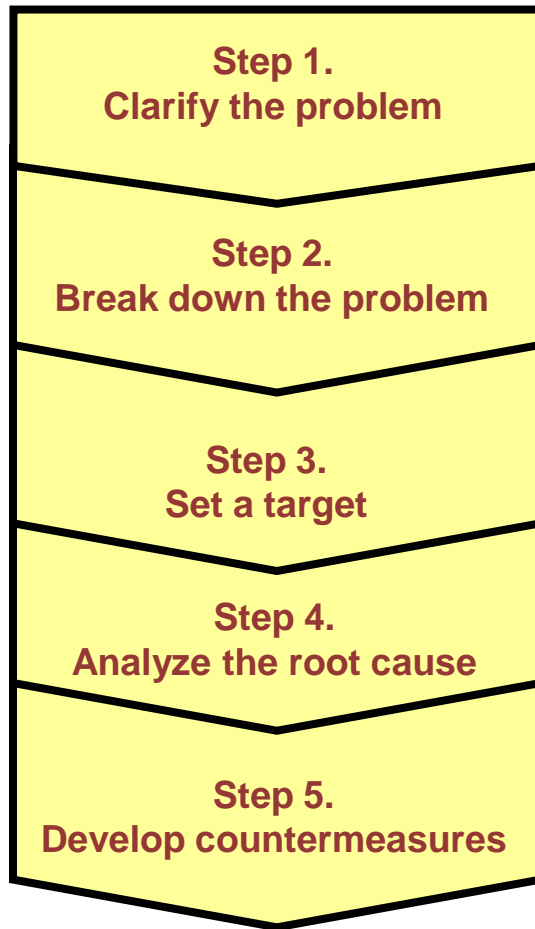 Step 1.
Clarify the problem
Step 2.
Break down the problem
Step 3.
Set a target
Step 4.
Analyze the root cause
Step 5.
Develop countermeasures